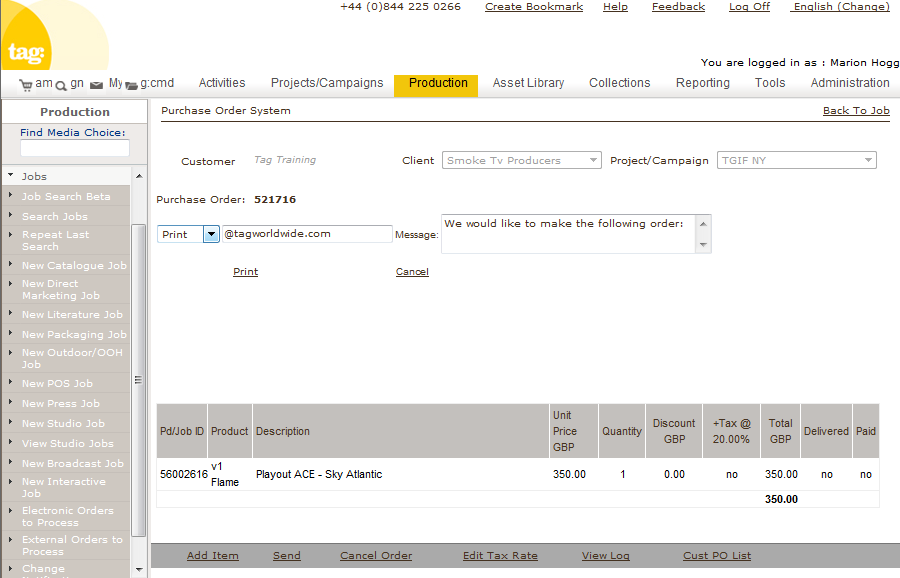 +44 (0)844 225 0266 Create Bookmark Help Feedback Log Off English (Change)
tag:
You are logged in as : Marion Hogg
am gn My g:cmd Activities Projects/Campaigns Production Asset Library Collections Reporting Tools Administration
Production
Find Media Choice:
Jobs
Job Search Beta
Search Jobs
Repeat Last
Search
New Catalogue Job
New Direct
Marketing Job
New Literature Job
New Packaging Job
New Outdoor/OOH
Job
New POS Job
New Press Job
New Studio Job
View Studio Jobs
New Broadcast Job
New Interactive
Job
Electronic Orders
to Process
External Orders to
Process
Change
Purchase Order System Back To Job
Customer Tag Training Client Smoke Tv Producers Project/Campaign TGIF NY
Purchase Order: 521716
Print @tagworldwide.com Message: We would like to make the following order:
Print Cancel
Pd/Job ID Product Description Unit Price GBP Quantity Discount GBP +Tax @ 20.00% Total GBP Delivered Paid
56002616 v1 Flame Playout ACE - Sky Atlantic 350.00 1 0.00 no 350.00 no no
350.00
Add Item Send Cancel Order Edit Tax Rate View Log Cust PO List